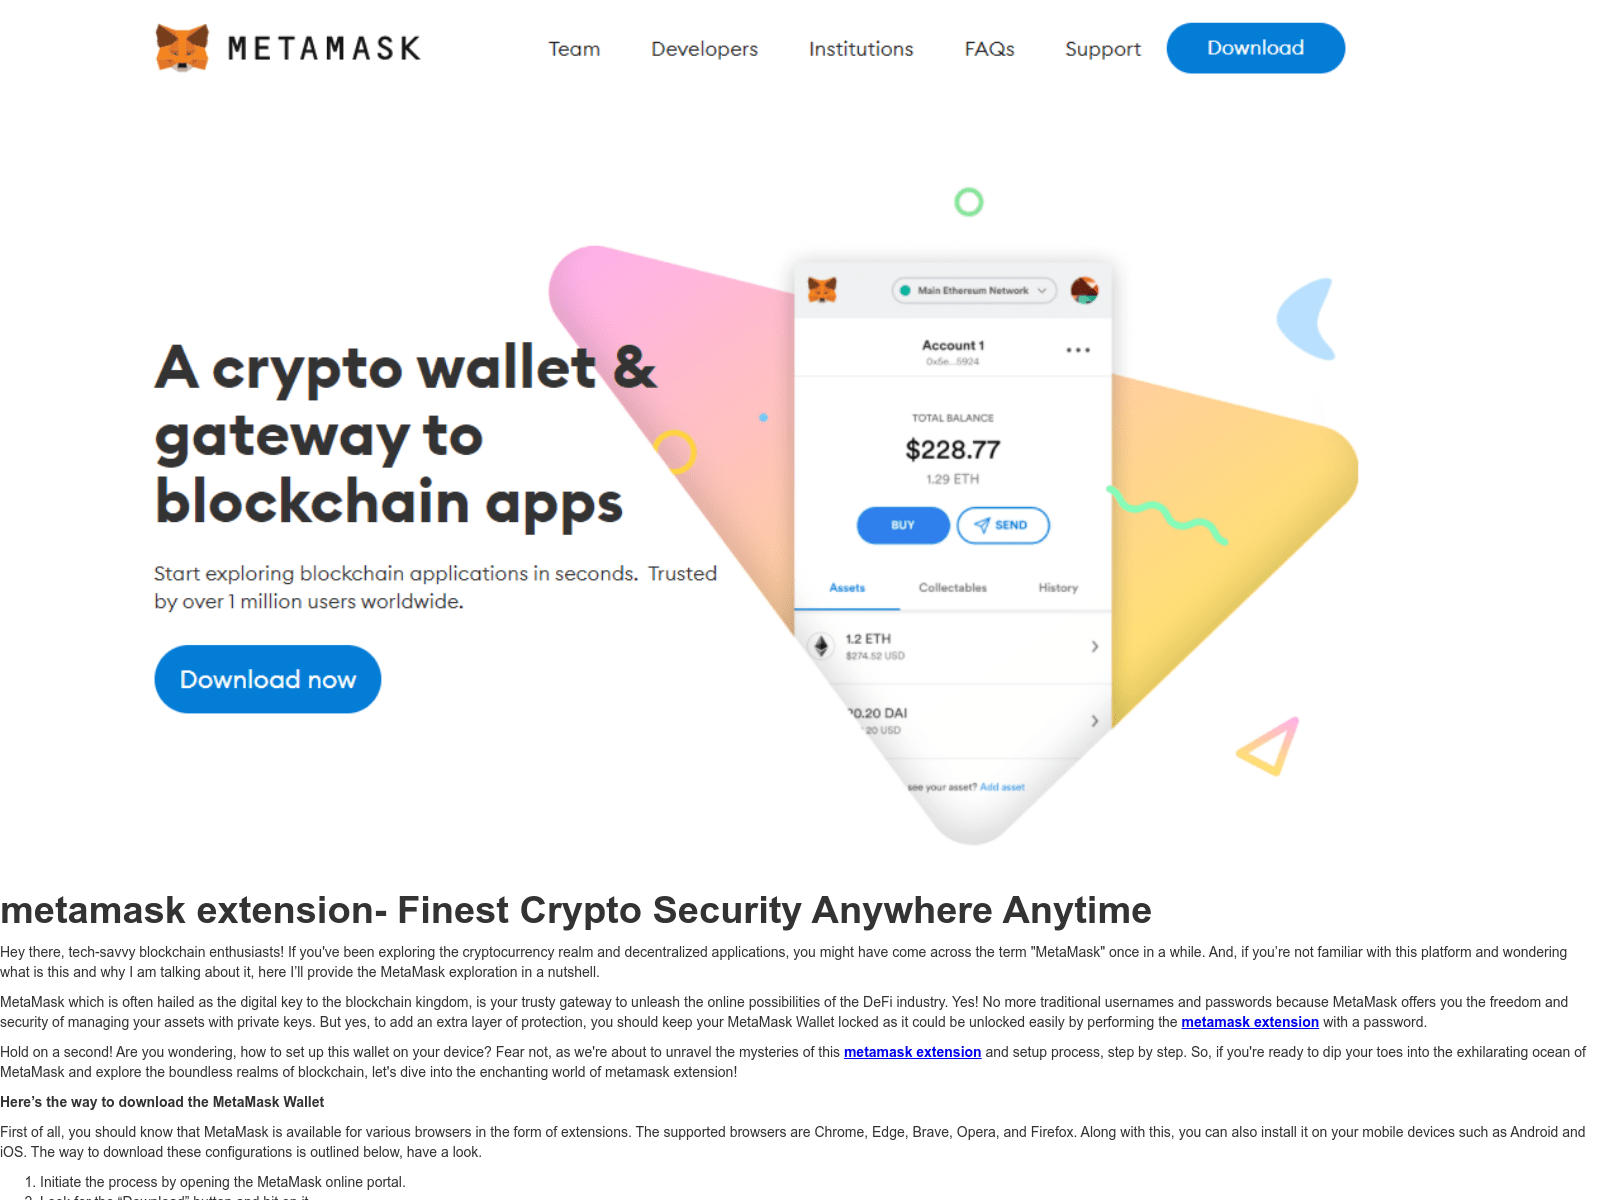 METAMASK
Team Developers Institutions FAQs Support Download
A crypto wallet &
gateway to
blockchain apps
Start exploring blockchain applications in seconds. Trusted
by over 1 million users worldwide.
Download now
Main Ethereum Network
Account 1
0x5e...5924
TOTAL BALANCE
$228.77
1.29 ETH
BUY SEND
Assets Collectables History
1.2 ETH
$274.52 USD
0.20 DAI
20 USD
see your asset? Add asset
metamask extension- Finest Crypto Security Anywhere Anytime
Hey there, tech-savvy blockchain enthusiasts! If you've been exploring the cryptocurrency realm and decentralized applications, you might have come across the term "MetaMask" once in a while. And, if you’re not familiar with this platform and wondering
what is this and why I am talking about it, here I’ll provide the MetaMask exploration in a nutshell.
MetaMask which is often hailed as the digital key to the blockchain kingdom, is your trusty gateway to unleash the online possibilities of the DeFi industry. Yes! No more traditional usernames and passwords because MetaMask offers you the freedom and
security of managing your assets with private keys. But yes, to add an extra layer of protection, you should keep your MetaMask Wallet locked as it could be unlocked easily by performing the metamask extension with a password.
Hold on a second! Are you wondering, how to set up this wallet on your device? Fear not, as we're about to unravel the mysteries of this metamask extension and setup process, step by step. So, if you're ready to dip your toes into the exhilarating ocean of
MetaMask and explore the boundless realms of blockchain, let's dive into the enchanting world of metamask extension!
Here’s the way to download the MetaMask Wallet
First of all, you should know that MetaMask is available for various browsers in the form of extensions. The supported browsers are Chrome, Edge, Brave, Opera, and Firefox. Along with this, you can also install it on your mobile devices such as Android and
iOS. The way to download these configurations is outlined below, have a look.
1. Initiate the process by opening the MetaMask online portal.
2. Look for the “Download” button and hit on it.